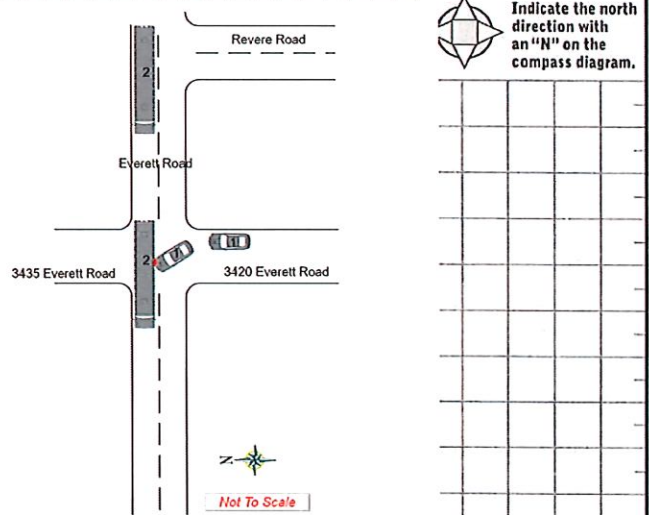 Revere Road
Indicate the north
direction with
an "N" on the
compass diagram.
2
Everett Road
1
1
2
3435 Everett Road
3420 Everett Road
N
Not To Scale